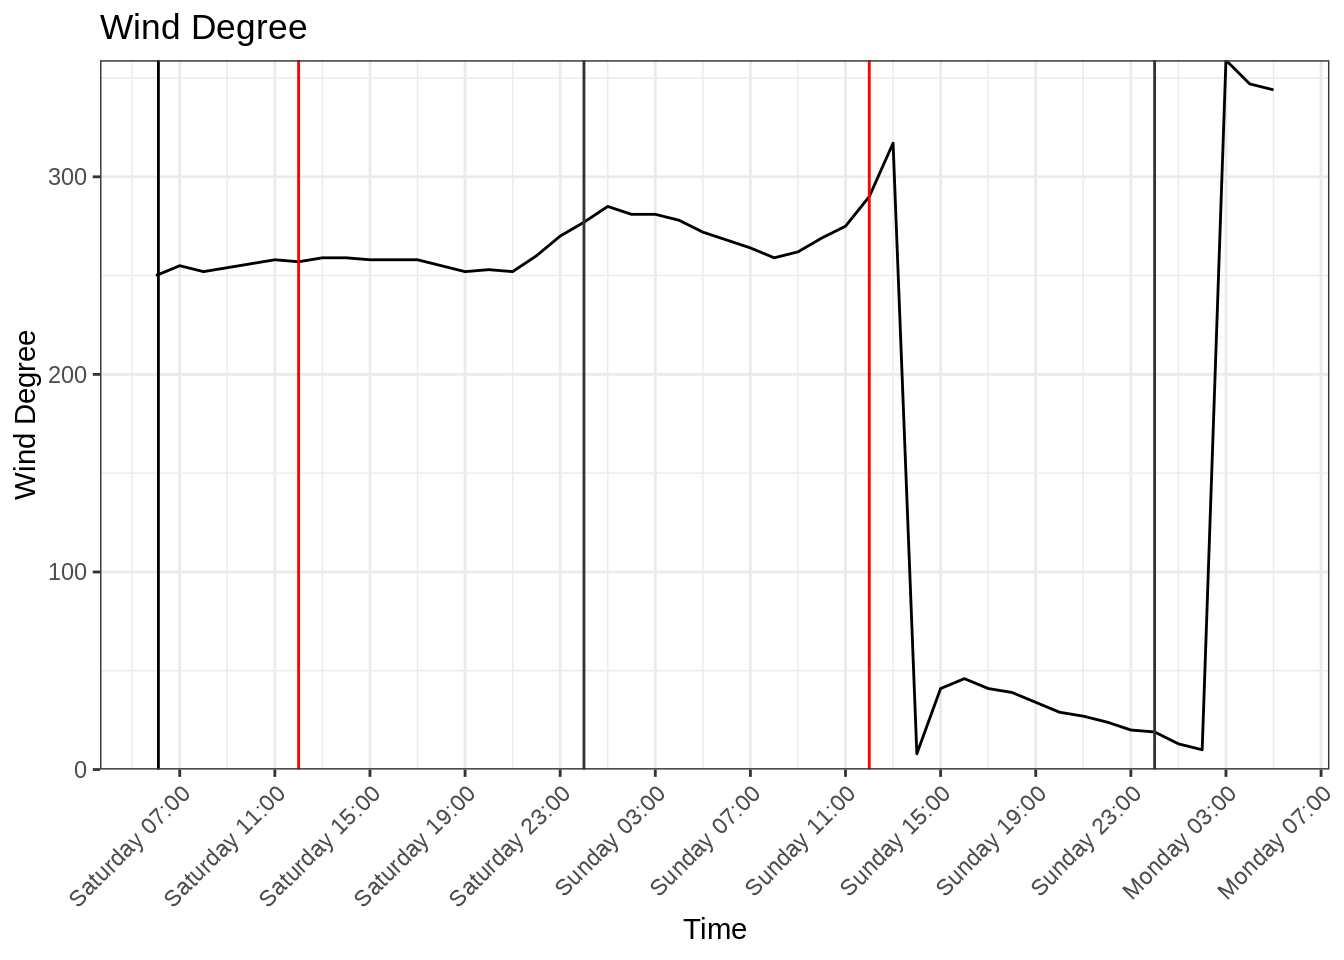 Wind Degree
Wind Degree
300
200
100
0
Saturday 07:00
Saturday 11:00
Saturday 15:00
Saturday 19:00
Saturday 23:00
Sunday 03:00
Sunday 07:00
Sunday 11:00
Sunday 15:00
Sunday 19:00
Sunday 23:00
Monday 03:00
Monday 07:00
Time